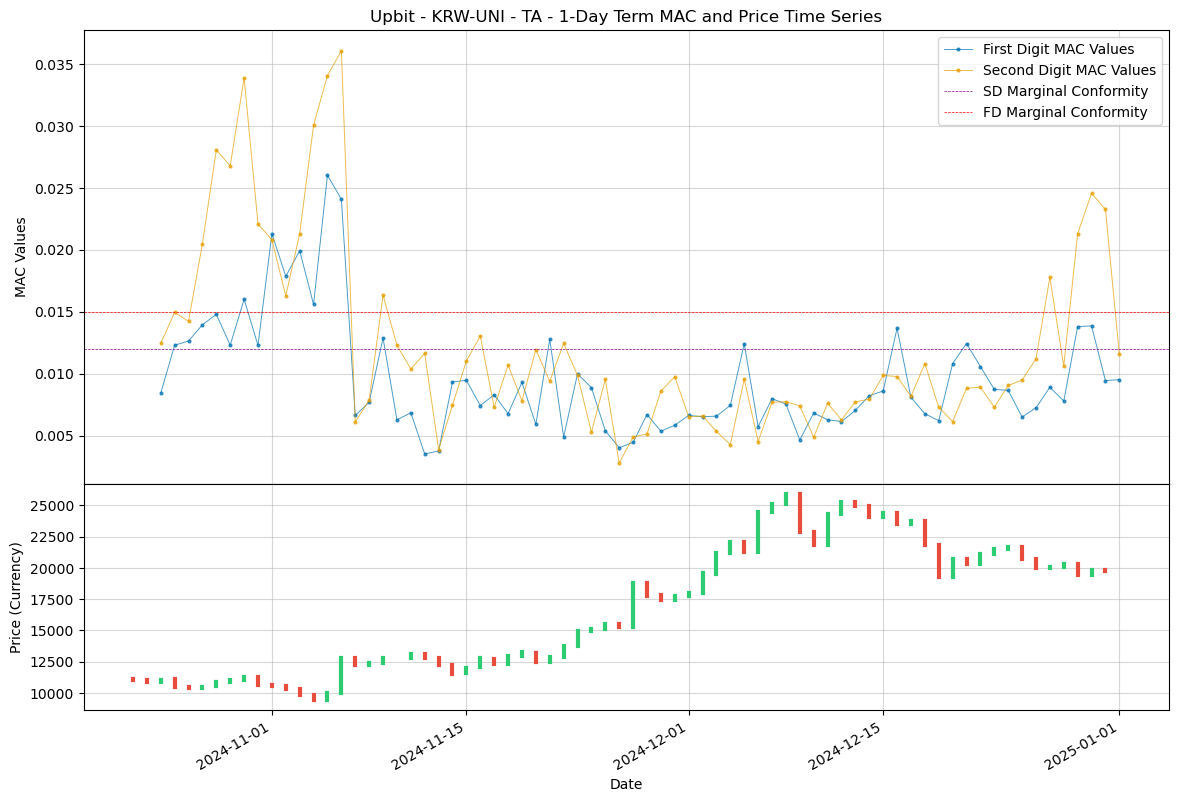 Upbit - KRW-UNI - TA - 1-Day Term MAC and Price Time Series
First Digit MAC Values
Second Digit MAC Values
SD Marginal Conformity
FD Marginal Conformity
MAC Values
0.035
0.030
0.025
0.020
0.015
0.010
0.005
Price (Currency)
25000
22500
20000
17500
15000
12500
10000
2024-11-01
2024-11-15
2024-12-01
2024-12-15
2025-01-01
Date